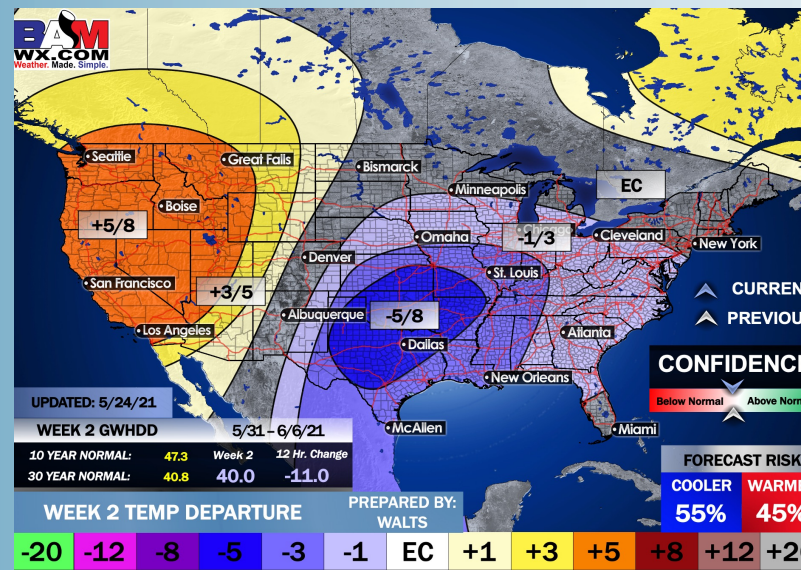 BAM
WX.COM
Weather. Made. Simple.
Seattle
Great Falls
Bismarck
Minneapolis
EC
Boise
+5/8
Omaha
-1/3
Cleveland
New York
Denver
St. Louis
San Francisco
+3/5
Albuquerque
-5/8
Los Angeles
Dallas
Atlanta
New Orleans
McAllen
Miami
CURREN
PREVIOU
CONFIDENC
Below Normal
Above Norm
UPDATED: 5/24/21
WEEK 2 GWHDD 5/31 - 6/6/21
10 YEAR NORMAL: 47.3 Week 2 12 Hr. Change
30 YEAR NORMAL: 40.8 40.0 -11.0
FORECAST RISK
COOLER WARME
55% 45%
WEEK 2 TEMP DEPARTURE
PREPARED BY:
WALTS
-20 -12 -8 -5 -3 -1 EC +1 +3 +5 +8 +12 +2